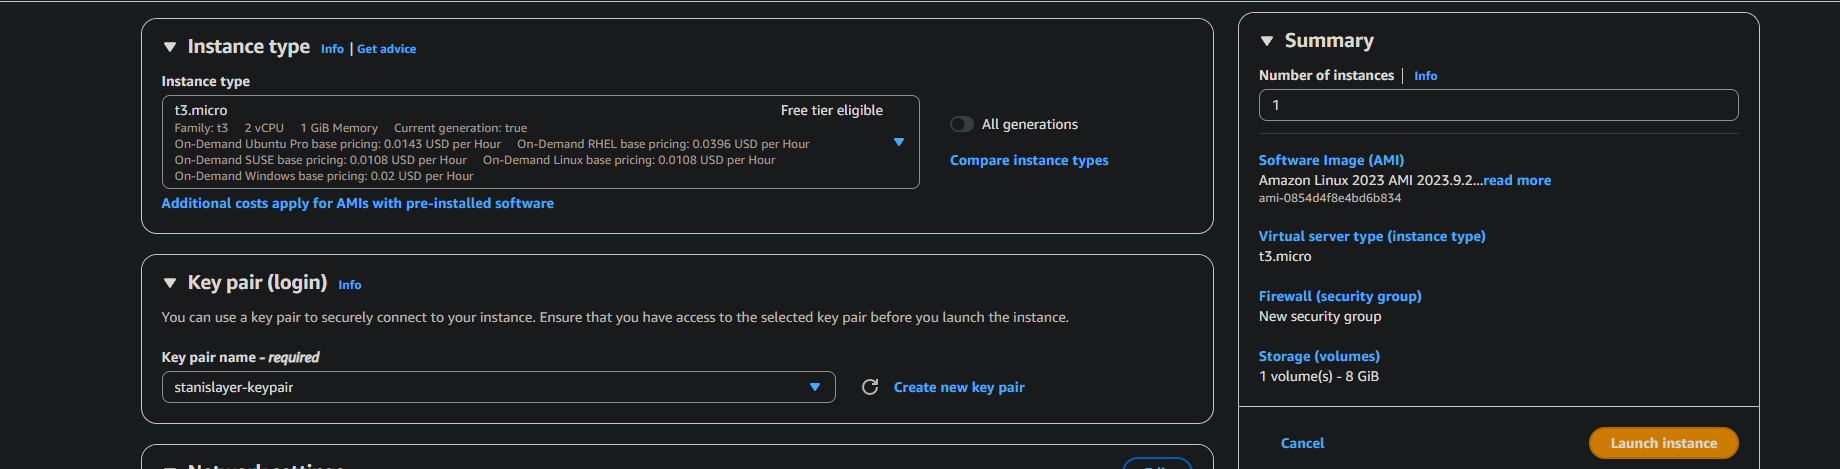 Instance type Info | Get advice
Instance type
t3.micro Free tier eligible
Family: t3 2 vCPU 1 GiB Memory Current generation: true
On-Demand Ubuntu Pro base pricing: 0.0143 USD per Hour On-Demand RHEL base pricing: 0.0396 USD per Hour
On-Demand SUSE base pricing: 0.0108 USD per Hour On-Demand Linux base pricing: 0.0108 USD per Hour
On-Demand Windows base pricing: 0.02 USD per Hour
All generations
Compare instance types
Additional costs apply for AMIs with pre-installed software
Key pair (login) Info
You can use a key pair to securely connect to your instance. Ensure that you have access to the selected key pair before you launch the instance.
Key pair name - required
stanislayer-keypair
Create new key pair
Network settings
Summary
Number of instances | Info
1
Software Image (AMI)
Amazon Linux 2023 AMI 2023.9.2...read more
ami-0854d4f8e4bd6b834
Virtual server type (instance type)
t3.micro
Firewall (security group)
New security group
Storage (volumes)
1 volume(s) - 8 GiB
Cancel
Launch instance